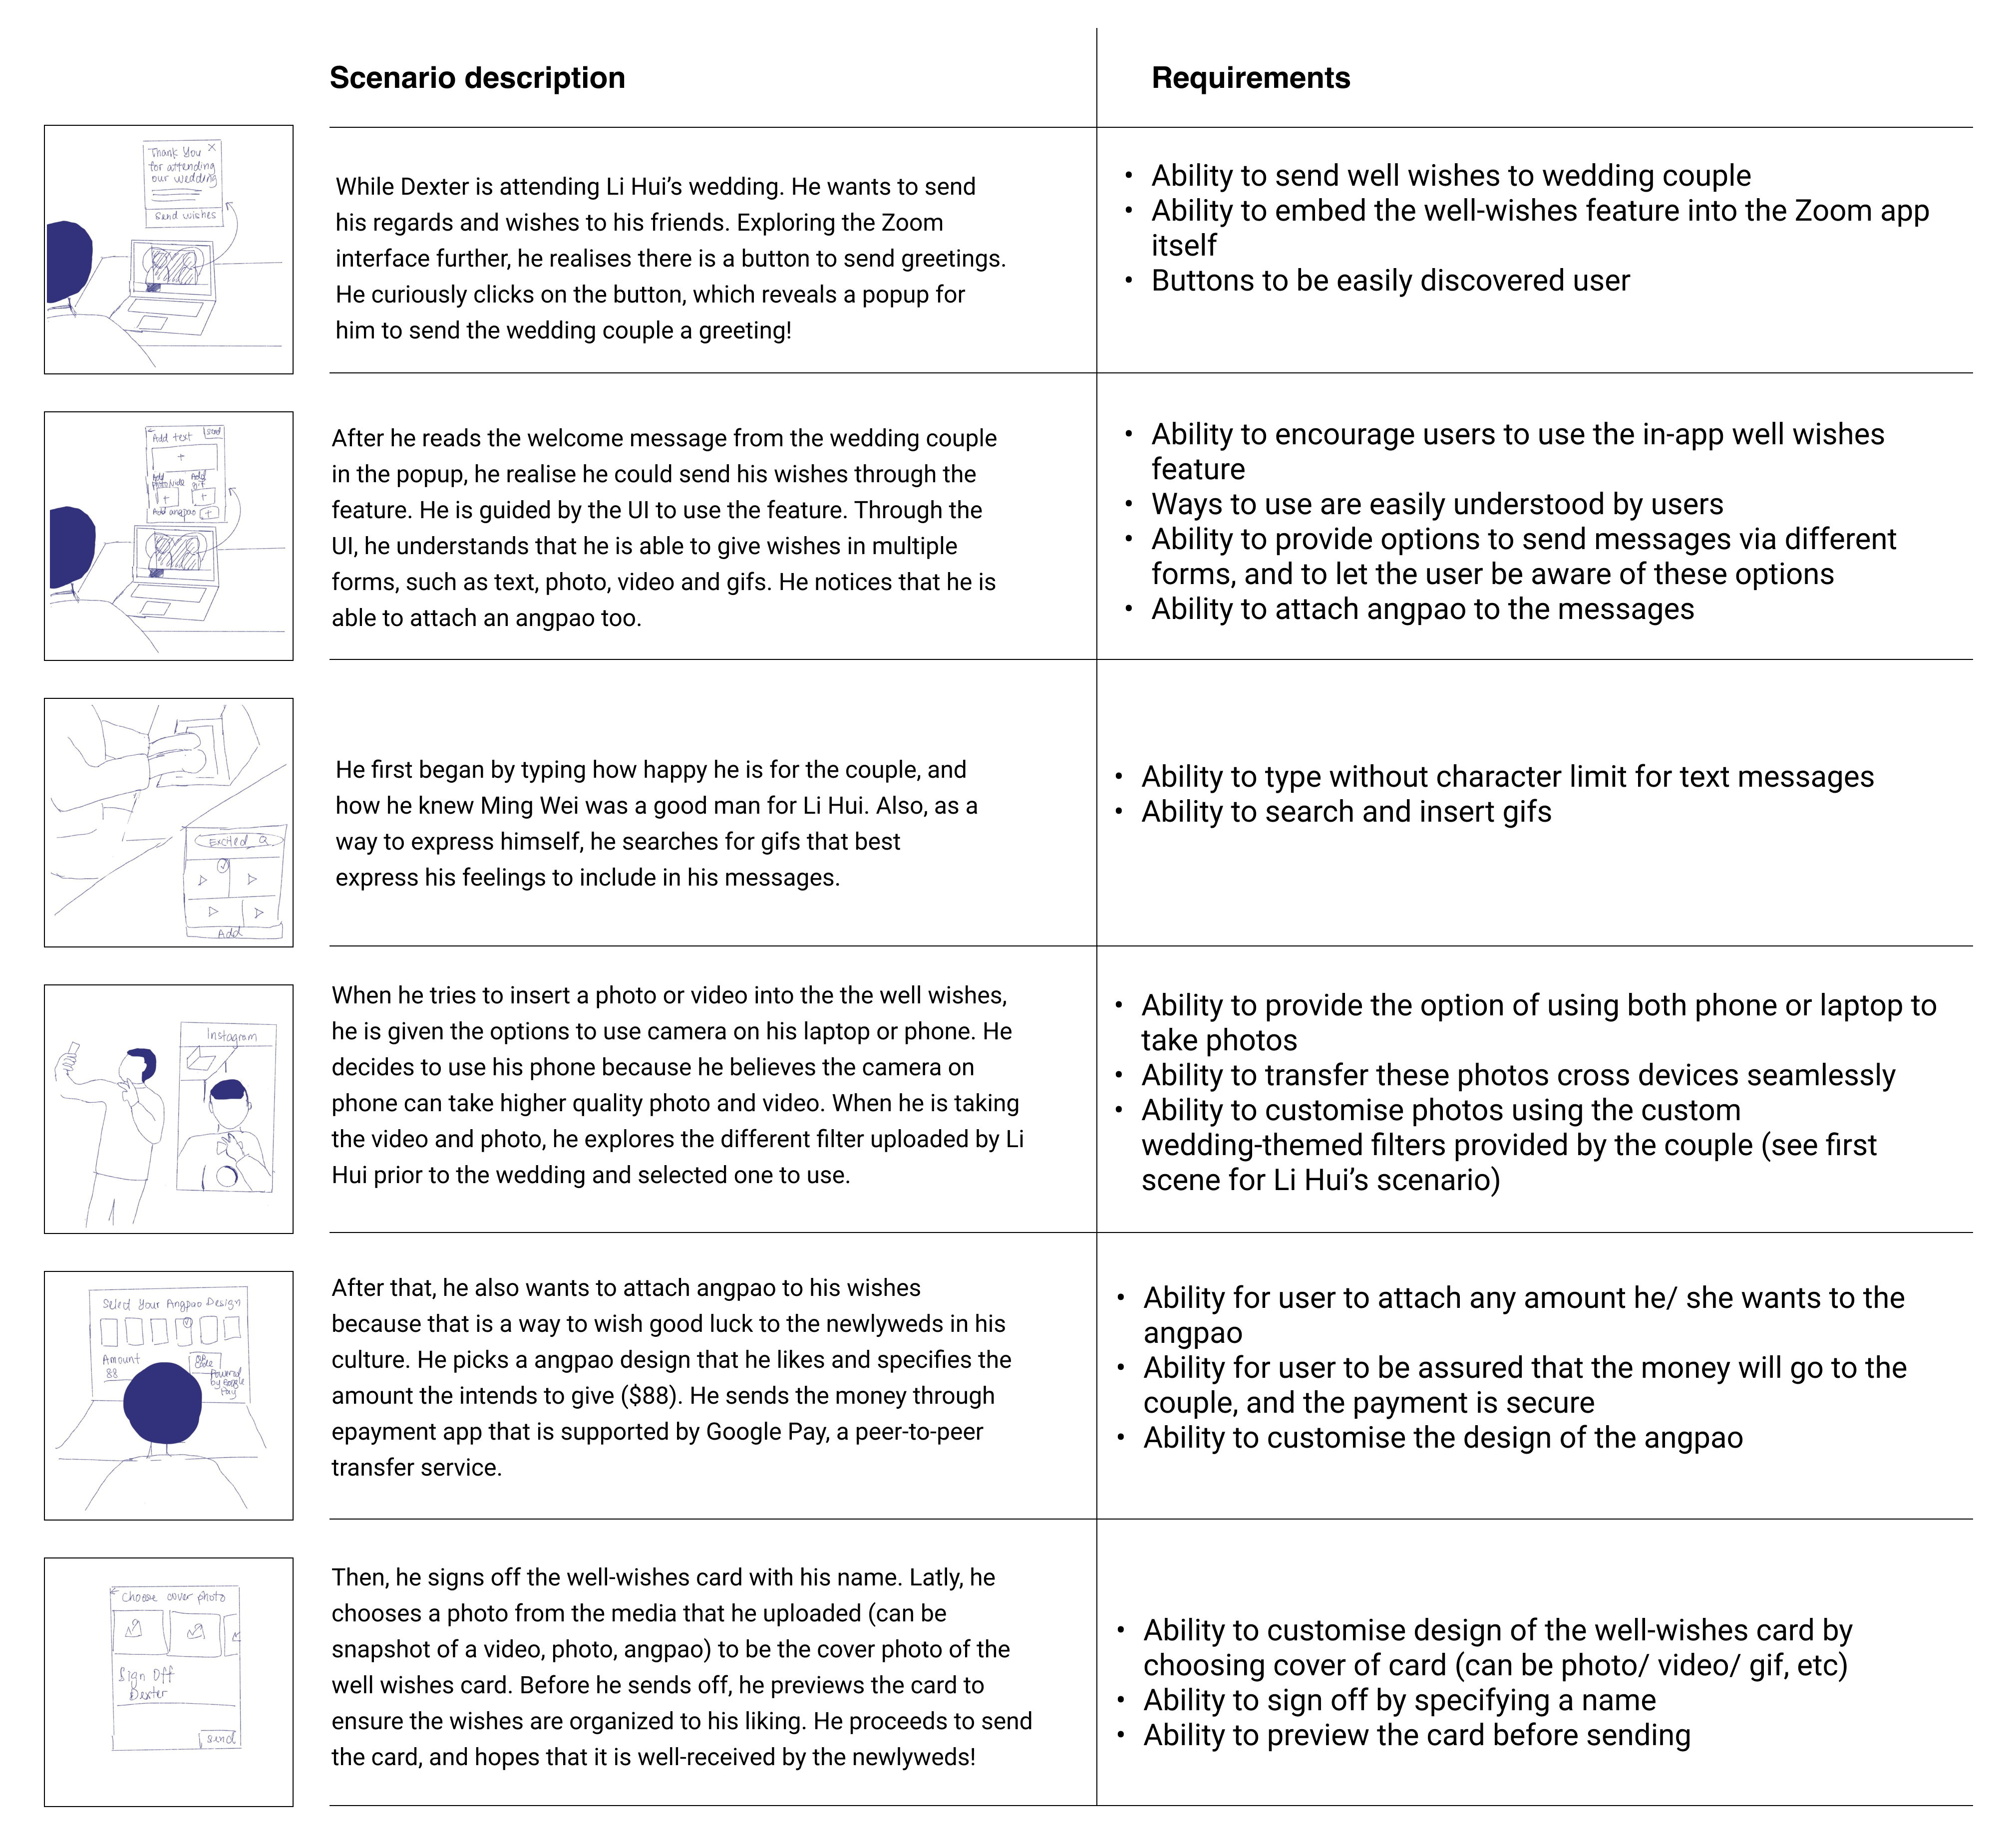 Scenario description
Requirements
Thank You X
for attending
our wedding
Send wishes
While Dexter is attending Li Hui’s wedding. He wants to send
his regards and wishes to his friends. Exploring the Zoom
interface further, he realises there is a button to send greetings.
He curiously clicks on the button, which reveals a popup for
him to send the wedding couple a greeting!
• Ability to send well wishes to wedding couple
• Ability to embed the well-wishes feature into the Zoom app
itself
• Buttons to be easily discovered user
Add text
send
Add
Add
gif
Add angpao
After he reads the welcome message from the wedding couple
in the popup, he realise he could send his wishes through the
feature. He is guided by the UI to use the feature. Through the
UI, he understands that he is able to give wishes in multiple
forms, such as text, photo, video and gifs. He notices that he is
able to attach an angpao too.
• Ability to encourage users to use the in-app well wishes
feature
• Ways to use are easily understood by users
• Ability to provide options to send messages via different
forms, and to let the user be aware of these options
• Ability to attach angpao to the messages
Excited
Add
He first began by typing how happy he is for the couple, and
how he knew Ming Wei was a good man for Li Hui. Also, as a
way to express himself, he searches for gifs that best
express his feelings to include in his messages.
• Ability to type without character limit for text messages
• Ability to search and insert gifs
Instagram
When he tries to insert a photo or video into the the well wishes,
he is given the options to use camera on his laptop or phone. He
decides to use his phone because he believes the camera on
phone can take higher quality photo and video. When he is taking
the video and photo, he explores the different filter uploaded by Li
Hui prior to the wedding and selected one to use.
• Ability to provide the option of using both phone or laptop to
take photos
• Ability to transfer these photos cross devices seamlessly
• Ability to customise photos using the custom
wedding-themed filters provided by the couple (see first
scene for Li Hui’s scenario)
Select Your Angpao Design
Amount
88
Powered
by Google
Pay
After that, he also wants to attach angpao to his wishes
because that is a way to wish good luck to the newlyweds in his
culture. He picks a angpao design that he likes and specifies the
amount the intends to give ($88). He sends the money through
epayment app that is supported by Google Pay, a peer-to-peer
transfer service.
• Ability for user to attach any amount he/ she wants to the
angpao
• Ability for user to be assured that the money will go to the
couple, and the payment is secure
• Ability to customise the design of the angpao
Choose cover photo
Sign Off
Dexter
send
Then, he signs off the well-wishes card with his name. Latly, he
chooses a photo from the media that he uploaded (can be
snapshot of a video, photo, angpao) to be the cover photo of the
well wishes card. Before he sends off, he previews the card to
ensure the wishes are organized to his liking. He proceeds to send
the card, and hopes that it is well-received by the newlyweds!
• Ability to customise design of the well-wishes card by
choosing cover of card (can be photo/ video/ gif, etc)
• Ability to sign off by specifying a name
• Ability to preview the card before sending